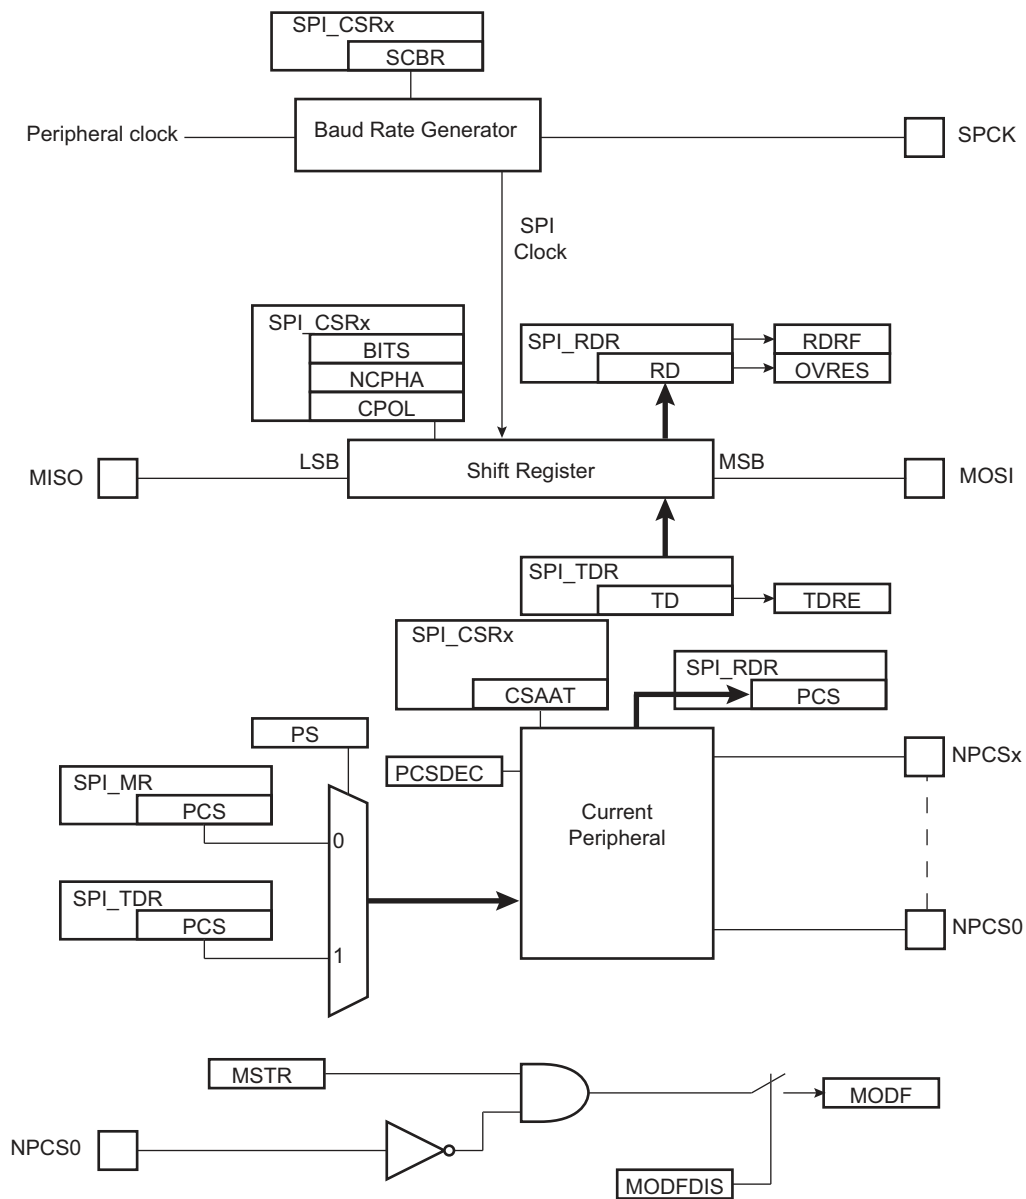 SPI_CSRx
SCBR
Peripheral clock
Baud Rate Generator
SPCK
SPI
Clock
SPI_CSRx
BITS
NCPHA
CPOL
SPI_RDR
RD
RDRF
OVRES
MISO
LSB
Shift Register
MSB
MOSI
SPI_TDR
TD
TDRE
SPI_CSRx
CSAAT
SPI_RDR
PCS
PS
PCSDEC
NPCSx
SPI_MR
PCS
0
Current
Peripheral
SPI_TDR
PCS
1
NPCS0
MSTR
MODF
NPCS0
MODFDIS